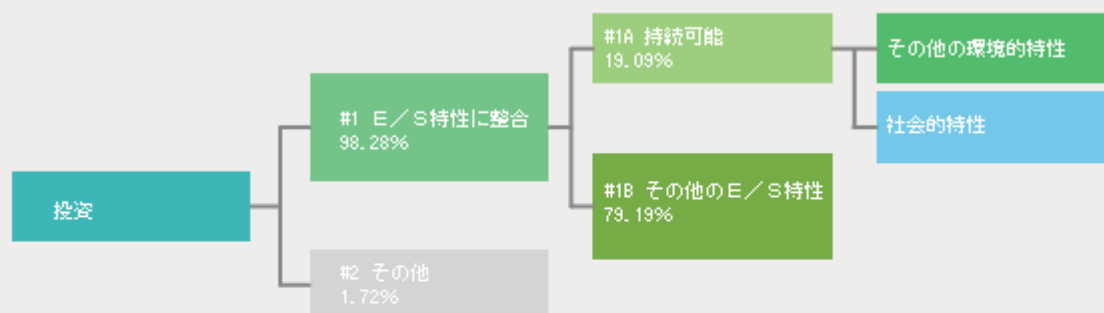 投資
#1 E/S特性に整合
98.28%
#2 その他
1.72%
#1A 持続可能
19.09%
#1B その他のE/S特性
79.19%
その他の環境的特性
社会的特性